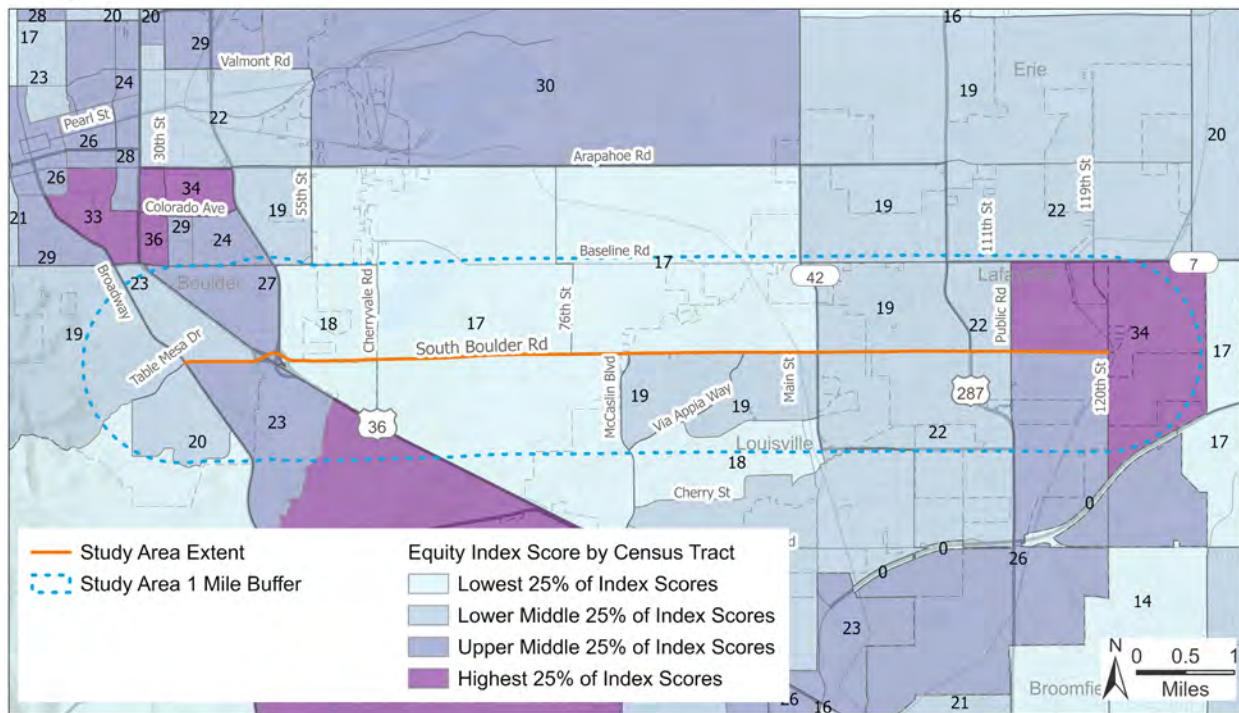 28
20
20
16
17
29
Valmont Rd
Erie
23
24
30
19
Pearl St
22
26
30th St
20
28
Arapahoe Rd
26
34
119th St
33
Colorado Ave
55th St
19
19
111th St
22
21
36
29
24
29
Baseline Rd
17
Broadway
23
Boulder
27
42
Lafayette
7
Cherryvale Rd
76th St
19
18
17
19
22
Public Rd
34
17
Table Mesa Dr
South Boulder Rd
McCaslin Blvd
19
Via Appia Way
19
Main St
287
120th St
36
20
23
Louisville
22
18
17
Cherry St
0
0
0
26
23
14
21
16
Broomfie
Study Area Extent
Study Area 1 Mile Buffer
Equity Index Score by Census Tract
Lowest 25% of Index Scores
Lower Middle 25% of Index Scores
Upper Middle 25% of Index Scores
Highest 25% of Index Scores
N
0 0.5 1
Miles